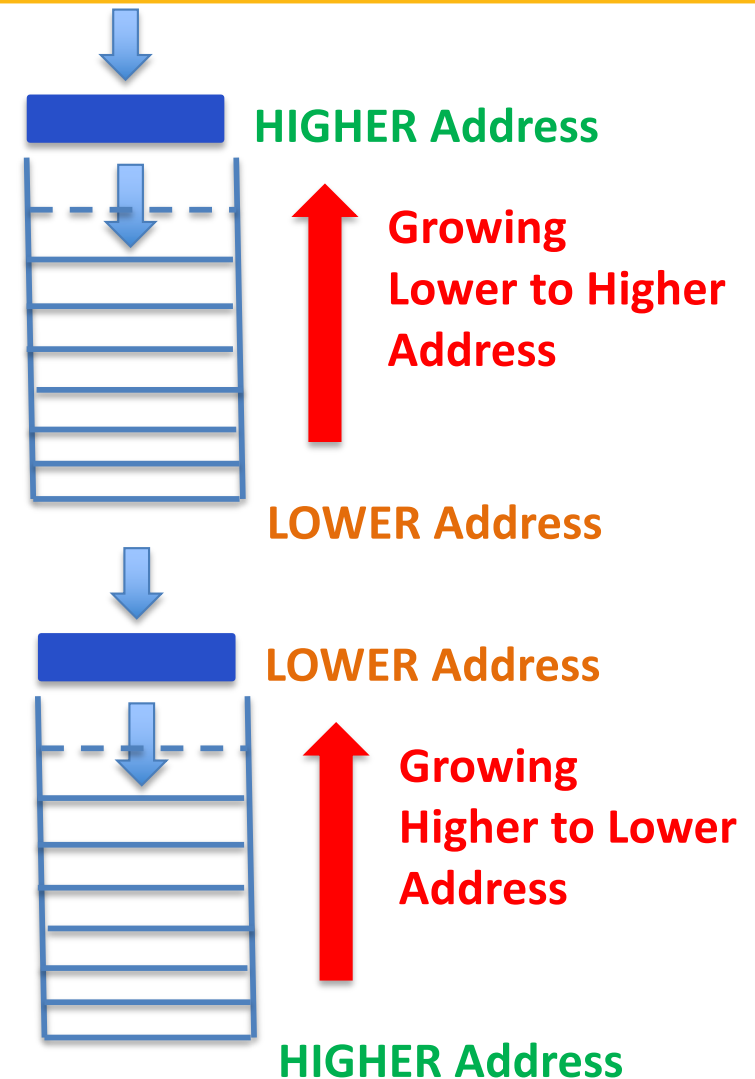 HIGHER Address
Growing
Lower to Higher
Address
LOWER Address
LOWER Address
Growing
Higher to Lower
Address
HIGHER Address